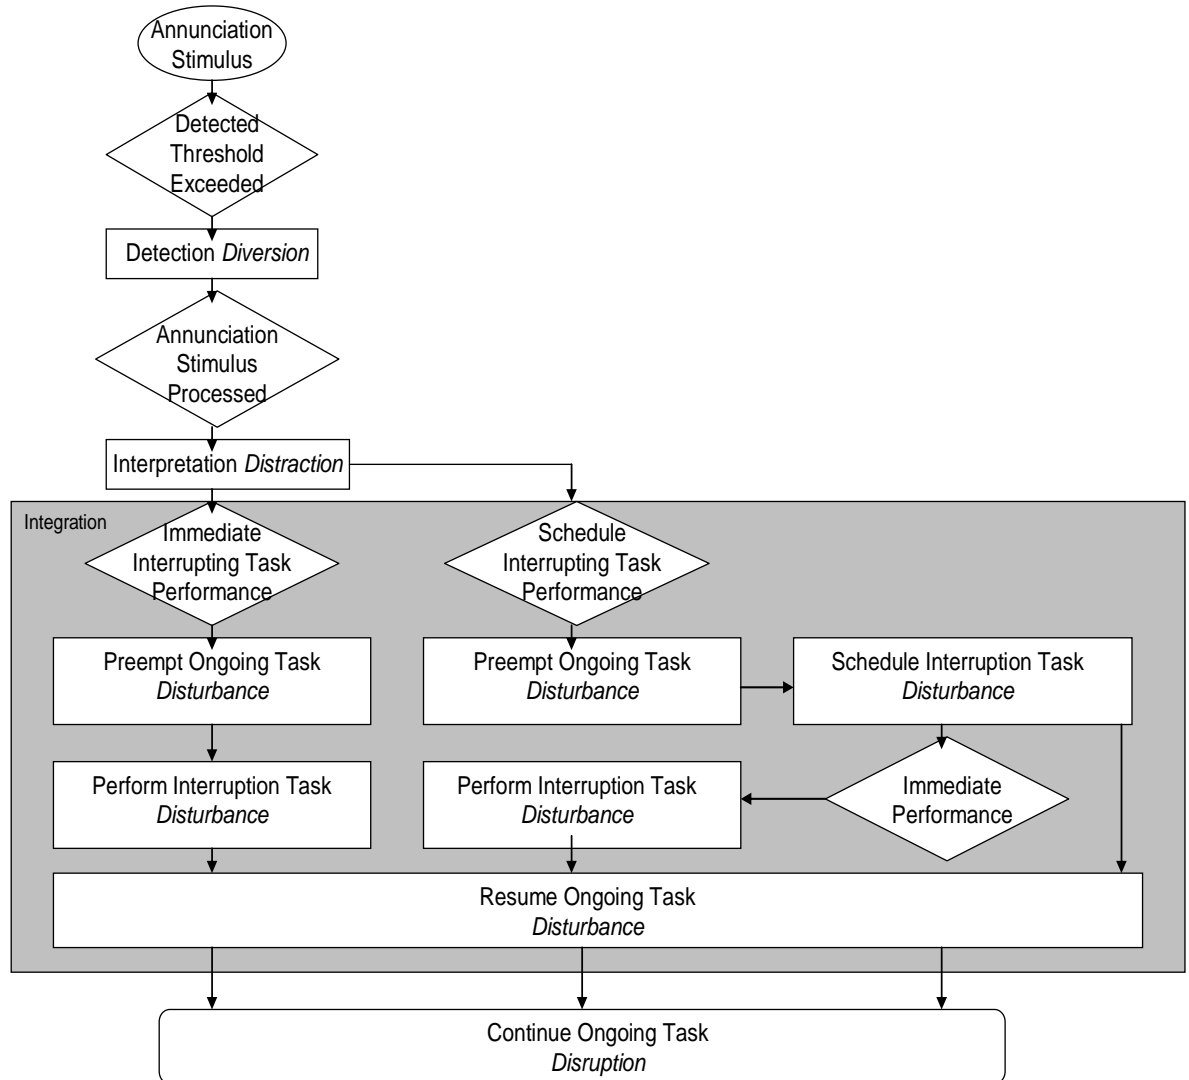 Annunciation
Stimulus
Detected
Threshold
Exceeded
Detection Diversion
Annunciation
Stimulus
Processed
Interpretation Distraction
Integration
Immediate
Interrupting Task
Performance
Schedule
Interrupting Task
Performance
Preempt Ongoing Task
Disturbance
Preempt Ongoing Task
Disturbance
Schedule Interruption Task
Disturbance
Perform Interruption Task
Disturbance
Perform Interruption Task
Disturbance
Immediate
Performance
Resume Ongoing Task
Disturbance
Continue Ongoing Task
Disruption